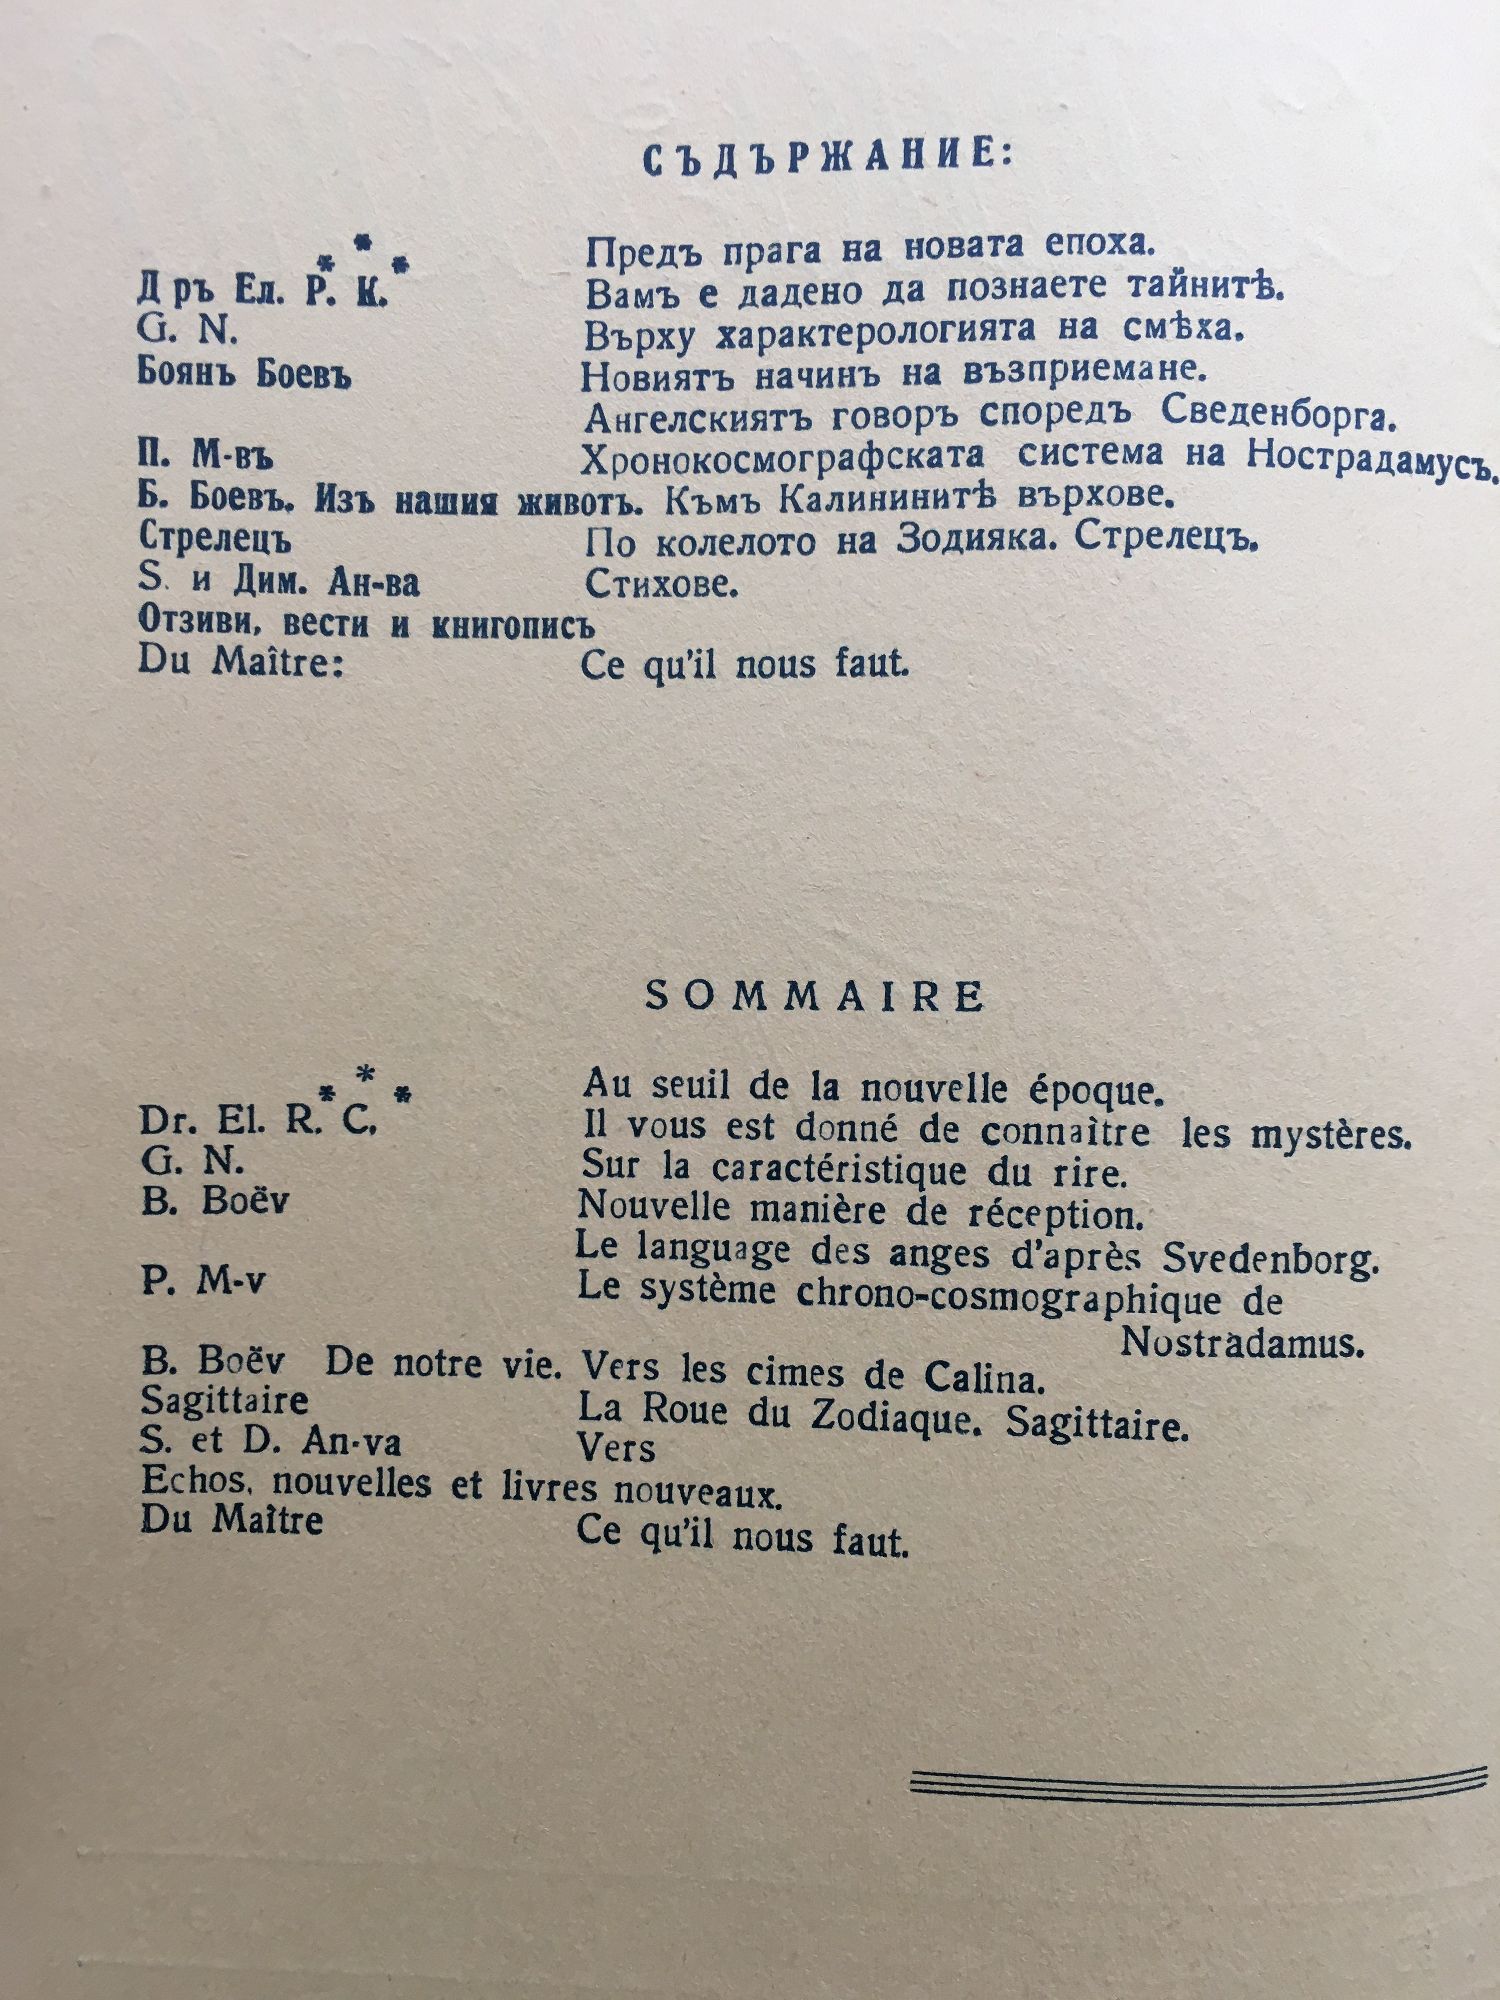 СЪДЪРЖАНИЕ:
* * * Предъ прага на новата епоха.
Д ръ Ел. Р. К. Вамъ е дадено да познаете тайнитѣ.
G. N. Върху характерологията на смѣха.
Боянъ Боевъ Новиятъ начинъ на възприемане.
Ангелскиятъ говоръ споредъ Сведенборга.
П. М-въ Хронокосмографската система на Нострадамусъ.
Б. Боевъ. Изъ нашия животъ. Къмъ Калининитѣ върхове.
Стрелецъ По колелото на Зодияка. Стрелецъ.
S. и Дим. Ан-ва Стихове.
Отзиви, вести и книгописъ
Du Maître: Ce qu'il nous faut.
SOMMAIRE
* * * Au seuil de la nouvelle époque.
Dr. El. R. C. Il vous est donné de connaître les mystères.
G. N. Sur la caractéristique du rire.
B. Boëv Nouvelle manière de réception.
Le language des anges d'après Svedenborg.
P. M-v Le système chrono-cosmographique de
Nostradamus.
B. Boëv De notre vie. Vers les cimes de Calina.
Sagittaire La Roue du Zodiaque. Sagittaire.
S. et D. An-va Vers
Echos, nouvelles et livres nouveaux.
Du Maître Ce qu'il nous faut.